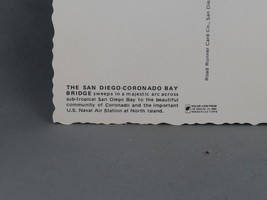 THE SAN DIEGO-CORONADO BAY
BRIDGE sweeps in a majestic arc across
sub-tropical San Diego Bay to the beautiful
community of Coronado and the important
U.S. Naval Air Station at North Island.
Road Runner Card Co., San Die